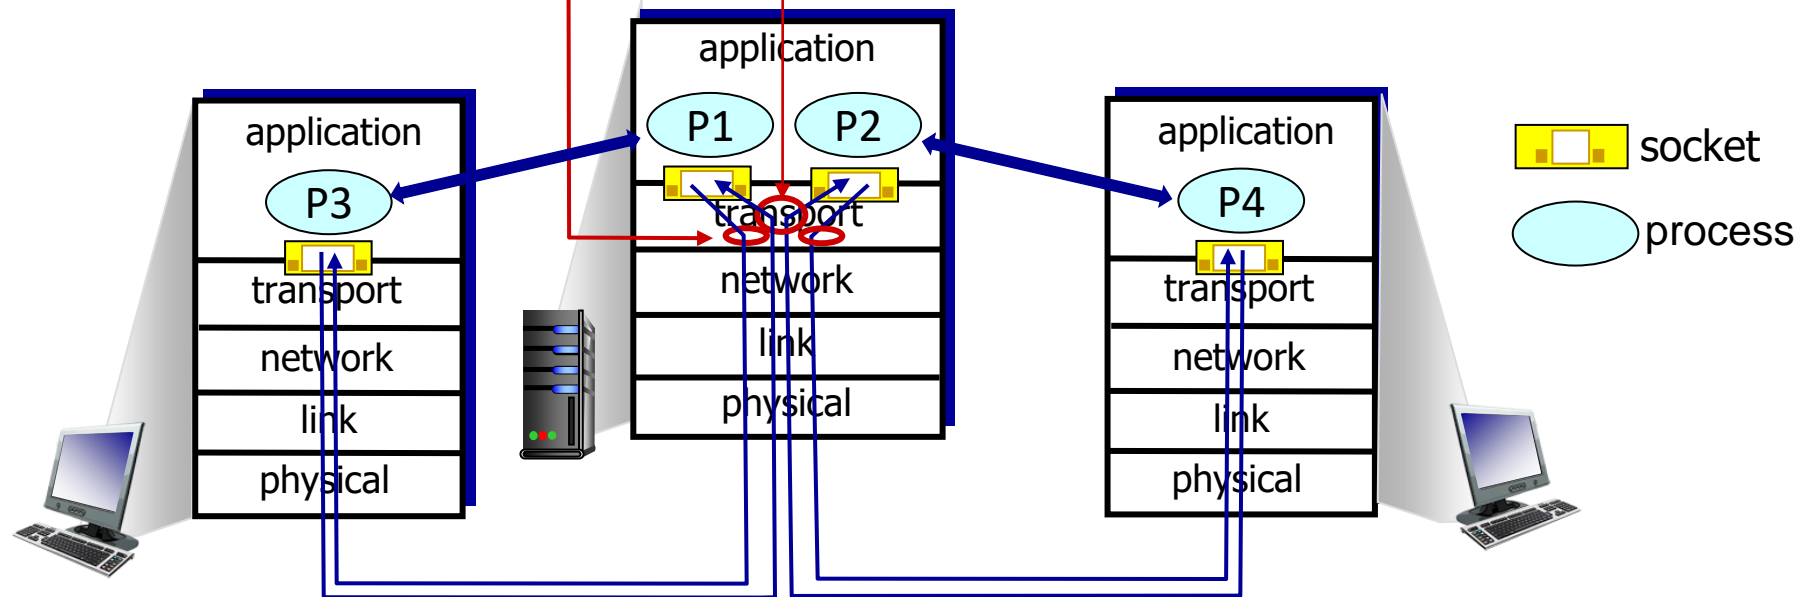 application
P3
transport
network
link
physical
application
P1
P2
transport
network
link
physical
application
P4
transport
network
link
physical
socket
process